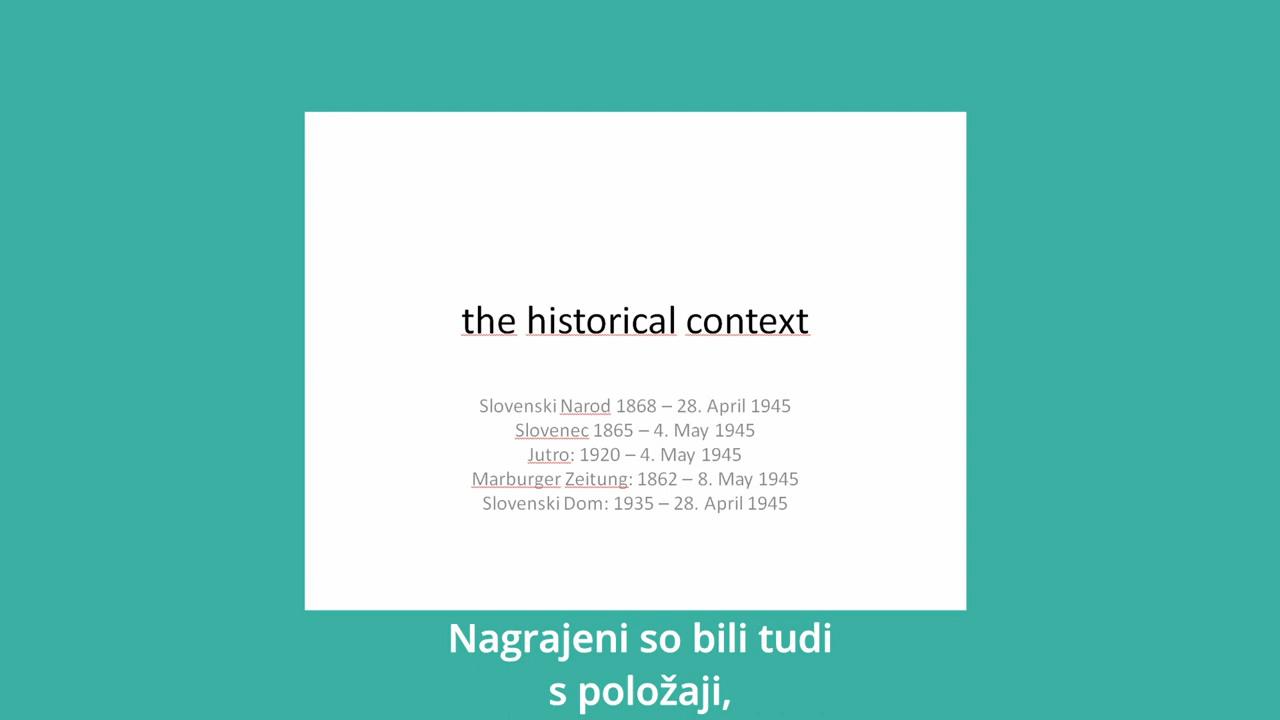 the historical context
Slovenski Narod 1868 – 28. April 1945
Slovenec 1865 – 4. May 1945
Jutro: 1920 – 4. May 1945
Marburger Zeitung: 1862 – 8. May 1945
Slovenski Dom: 1935 – 28. April 1945
Nagrajeni so bili tudi
s položaji,